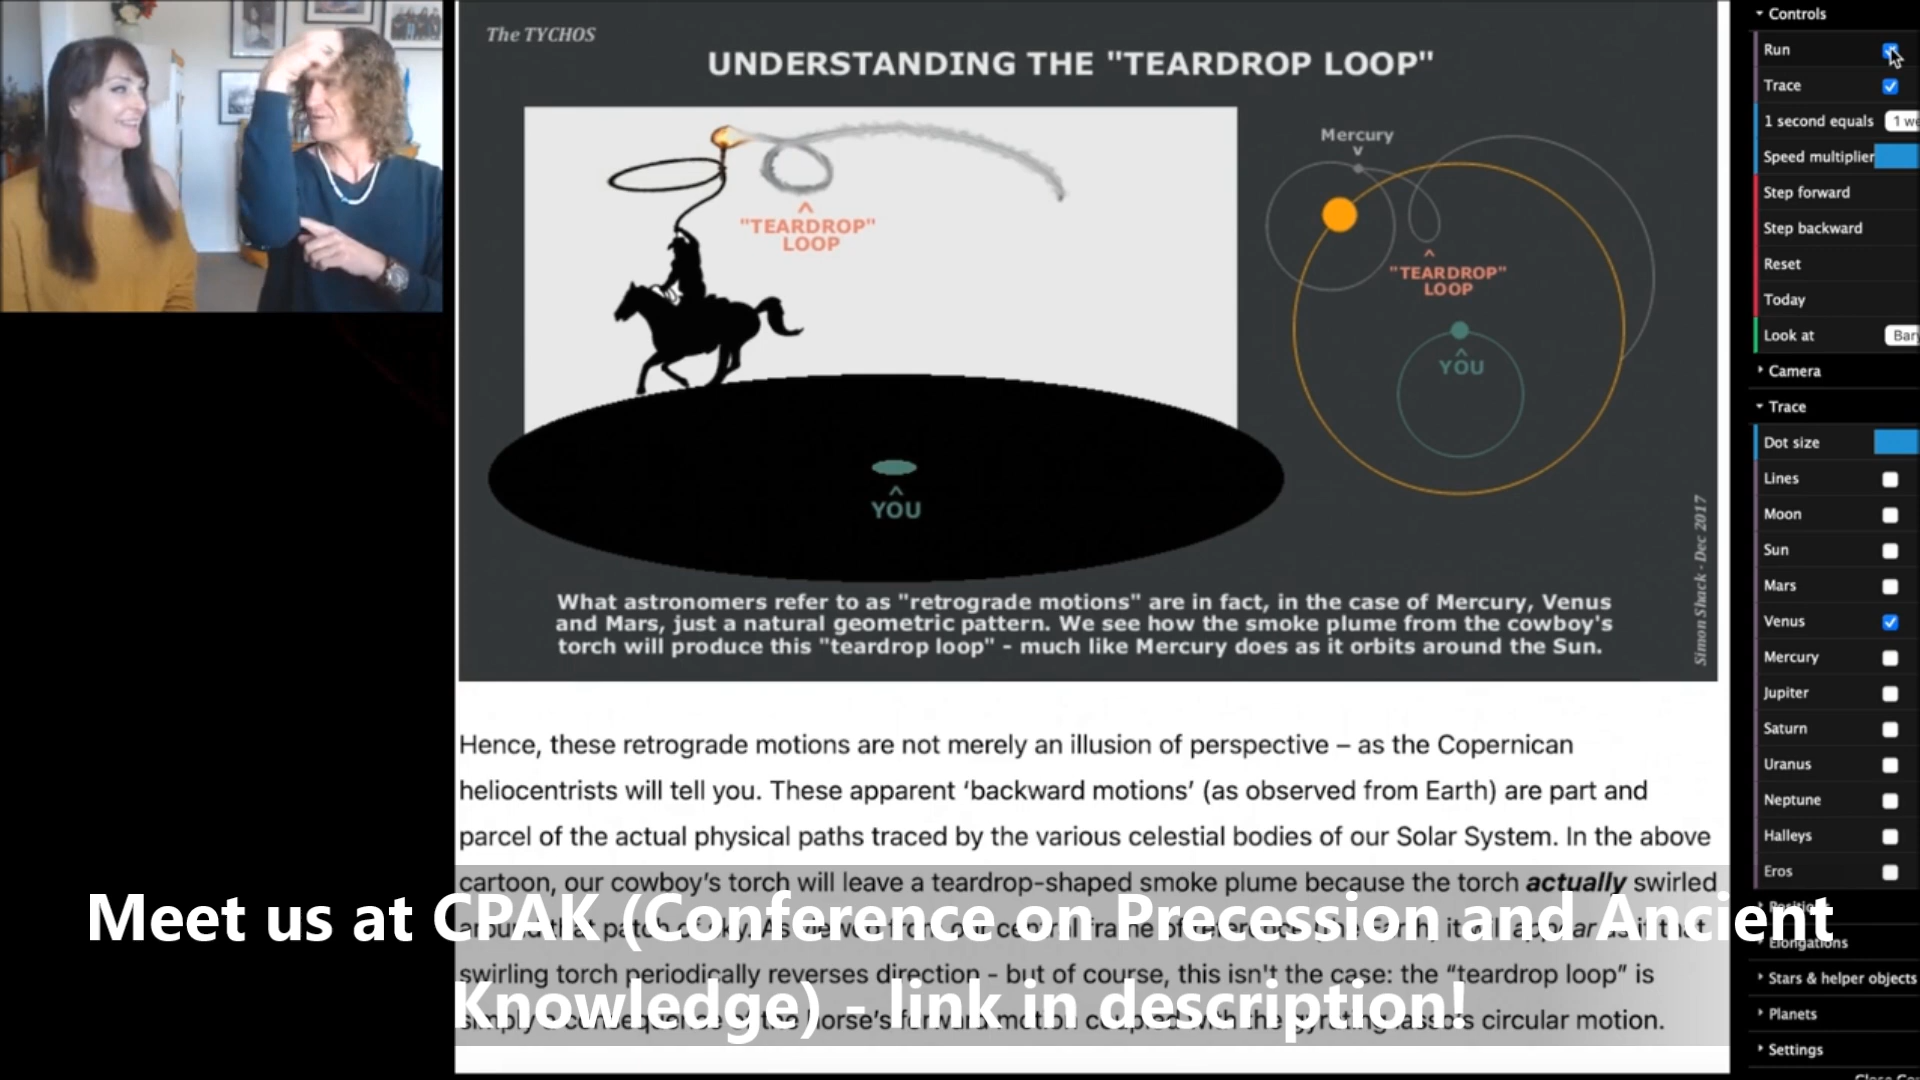 The TYCHOS
UNDERSTANDING THE "TEARDROP LOOP"
^
"TEARDROP"
LOOP
^
YOU
Mercury
v
^
"TEARDROP"
LOOP
^
YOU
Simon Shack - Dec 2017
What astronomers refer to as "retrograde motions" are in fact, in the case of Mercury, Venus
and Mars, just a natural geometric pattern. We see how the smoke plume from the cowboy's
torch will produce this "teardrop loop" - much like Mercury does as it orbits around the Sun.
Hence, these retrograde motions are not merely an illusion of perspective – as the Copernican
heliocentrists will tell you. These apparent ‘backward motions’ (as observed from Earth) are part and
parcel of the actual physical paths traced by the various celestial bodies of our Solar System. In the above
cartoon, our cowboy’s torch will leave a teardrop-shaped smoke plume because the torch actually swirled
swirling torch periodically reverses direction - but of course, this isn't the case: the “teardrop loop” is
circular motion.
Meet us at CPAK (Conference on Precession and Ancient
Knowledge) - link in description!
Controls
Run
Trace
1 second equals
Speed multiplier
Step forward
Step backward
Reset
Today
Look at
Camera
Trace
Dot size
Lines
Moon
Sun
Mars
Venus
Mercury
Jupiter
Saturn
Uranus
Neptune
Halleys
Eros
Elongations
Stars & helper objects
Planets
Settings